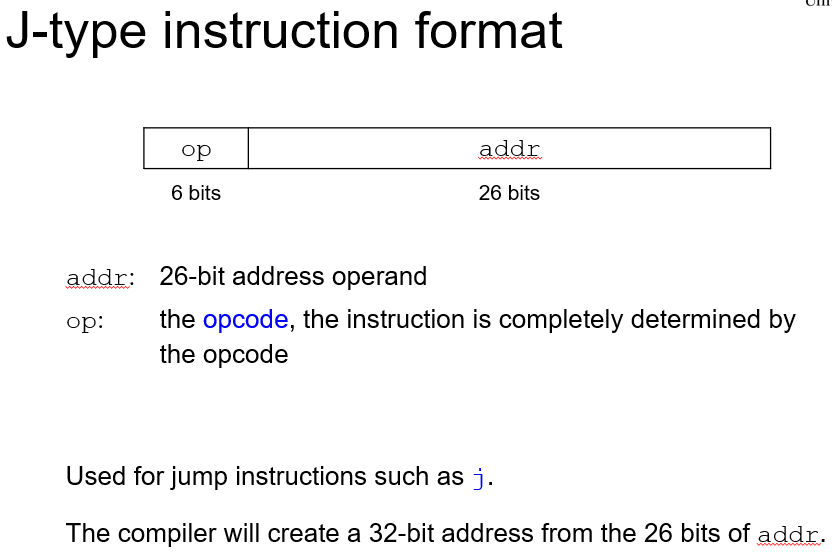 J-type instruction format
op addr
6 bits 26 bits
addr: 26-bit address operand
op: the opcode, the instruction is completely determined by
the opcode
Used for jump instructions such as j.
The compiler will create a 32-bit address from the 26 bits of addr.